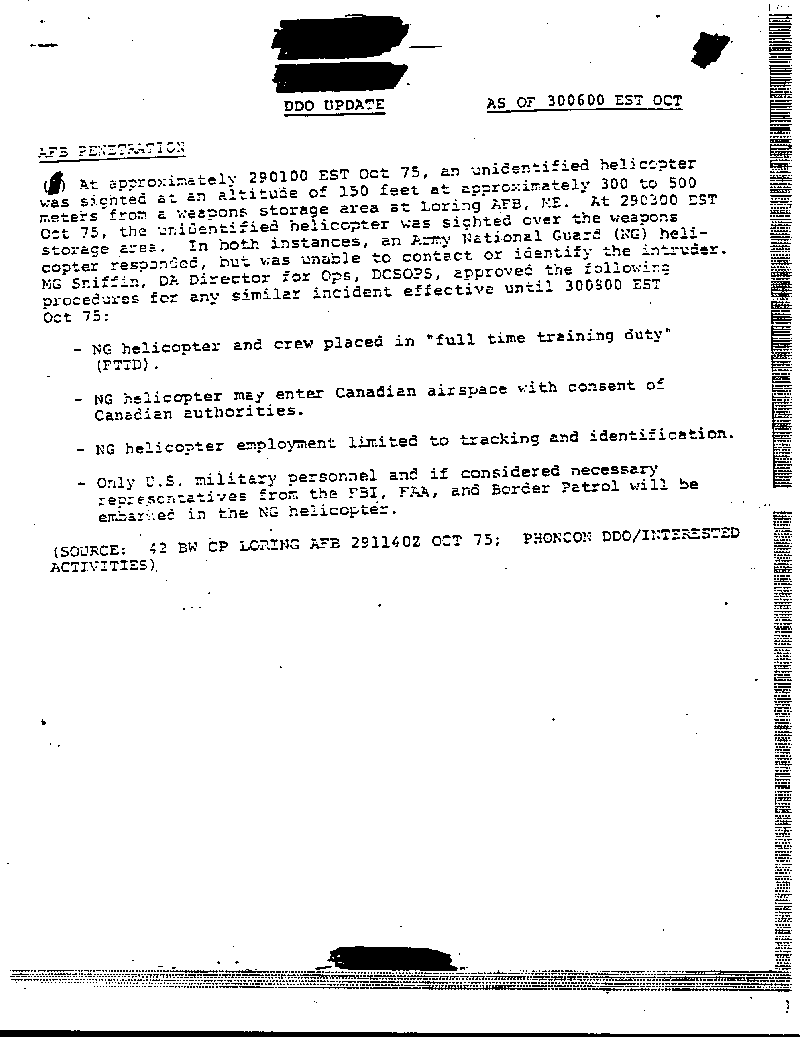 DDO UPDATE AS OF 300600 EST OCT
AFB PENETRATION
( ) At approximately 290100 EST Oct 75, an unidentified helicopter
was sighted at an altitude of 150 feet at approximately 300 to 500
meters from a weapons storage area at Loring AFB, ME. At 290300 EST
Oct 75, the unidentified helicopter was sighted over the weapons
storage area. In both instances, an Army National Guard (NG) heli-
copter responded, but was unable to contact or identify the intruder.
MG Sniffin, DA Director for Ops, DCSOPS, approved the following
procedures for any similar incident effective until EST
Oct 75:
- NG helicopter and crew placed in "full time training duty"
(FTTD).
- NG helicopter may enter Canadian airspace with consent of
Canadian authorities.
- NG helicopter employment limited to tracking and identification.
- Only U.S. military personnel and if considered necessary
representatives from the FBI, FAA, and Border Patrol will be
embarked in the NG helicopter.
(SOURCE: 42 BW CP LORING AFB 291140Z OCT 75; PHONCON DDO/INTERESTED
ACTIVITIES)